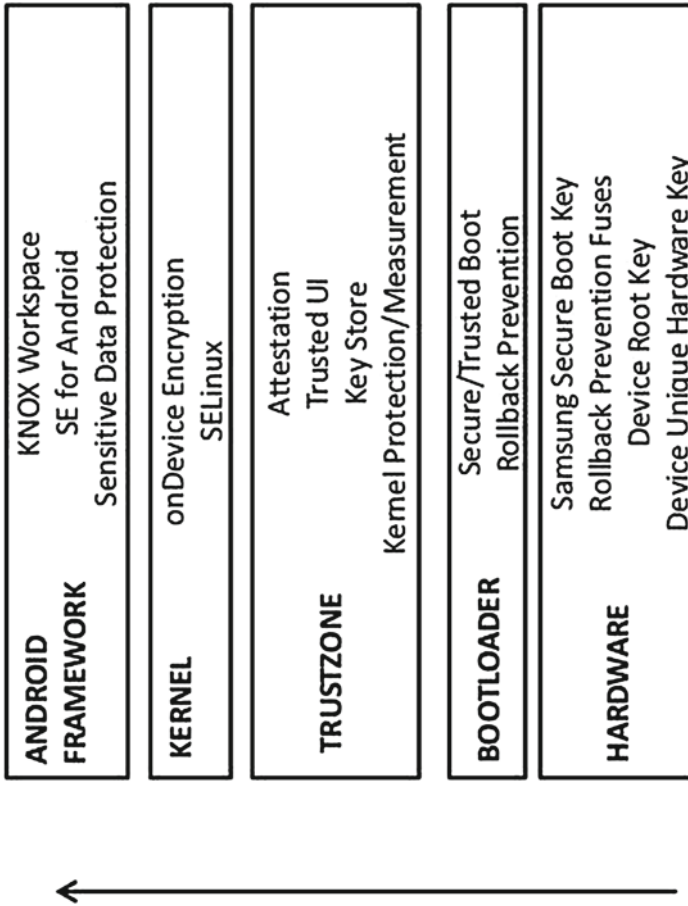 ANDROID
FRAMEWORK
KNOX Workspace
SE for Android
Sensitive Data Protection
KERNEL
onDevice Encryption
SELinux
TRUSTZONE
Attestation
Trusted UI
Key Store
Kernel Protection/Measurement
BOOTLOADER
Secure/Trusted Boot
Rollback Prevention
HARDWARE
Samsung Secure Boot Key
Rollback Prevention Fuses
Device Root Key
Device Unique Hardware Key